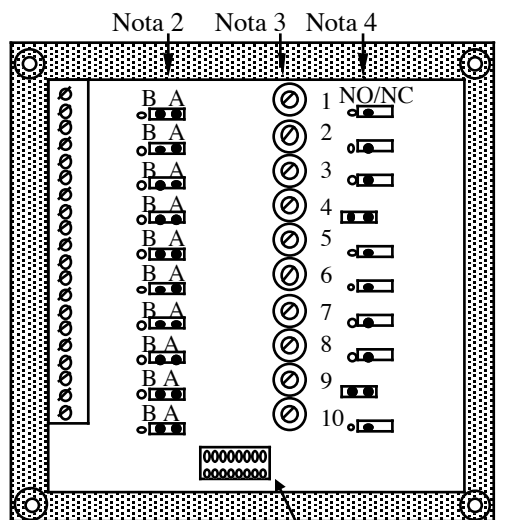 Nota 2 Nota 3 Nota 4
B A 1 NO/NC
B A 2
B A 3
B A 4
B A 5
B A 6
B A 7
B A 8
B A 9
B A 10